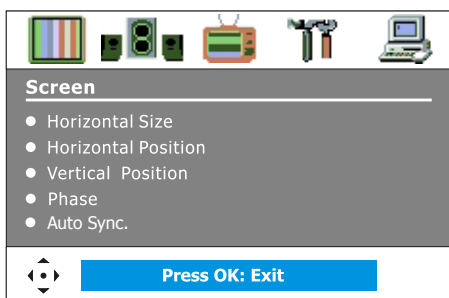 Screen
Horizontal Size
Horizontal Position
Vertical Position
Phase
Auto Sync.
Press OK: Exit